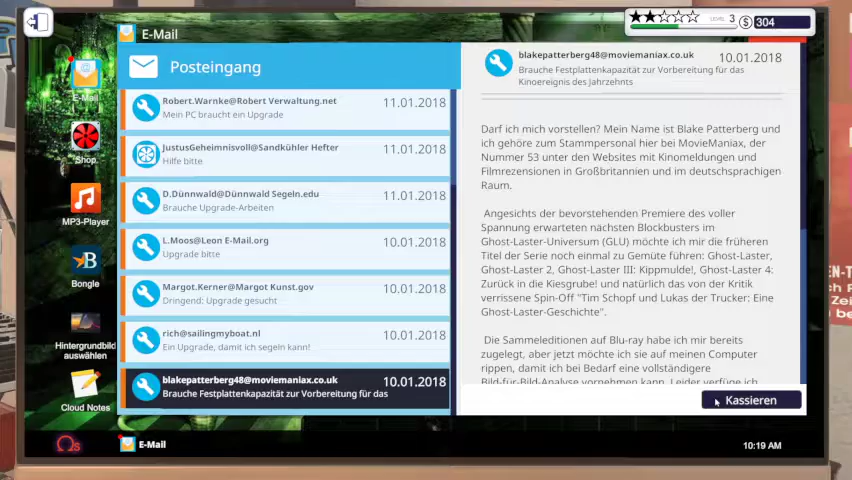 E-Mail
LEVEL 3
$ 304
Posteingang
Robert.Warnke@Robert Verwaltung.net
11.01.2018
Mein PC braucht ein Upgrade
JustusGeheimnisvoll@Sandkühler Hefter
11.01.2018
Hilfe bitte
D.Dünnwald@Dünnwald Segeln.edu
11.01.2018
Brauche Upgrade-Arbeiten
L.Moos@Leon E-Mail.org
10.01.2018
Upgrade bitte
Margot.Kerner@Margot Kunst.gov
10.01.2018
Dringend: Upgrade gesucht
rich@sailingmyboat.nl
10.01.2018
Ein Upgrade, damit ich segeln kann!
blakepatterberg48@moviemaniax.co.uk
10.01.2018
Brauche Festplattenkapazität zur Vorbereitung für das
blakepatterberg48@moviemaniax.co.uk
10.01.2018
Brauche Festplattenkapazität zur Vorbereitung für das
Kinoereignis des Jahrzehnts
Darf ich mich vorstellen? Mein Name ist Blake Patterberg und
ich gehöre zum Stammpersonal hier bei MovieManiax, der
Nummer 53 unter den Websites mit Kinomeldungen und
Filmrezensionen in Großbritannien und im deutschsprachigen
Raum.
Angesichts der bevorstehenden Premiere des voller
Spannung erwarteten nächsten Blockbusters im
Ghost-Laster-Universum (GLU) möchte ich mir die früheren
Titel der Serie noch einmal zu Gemüte führen: Ghost-Laster,
Ghost-Laster 2, Ghost-Laster III: Kippmulde!, Ghost-Laster 4:
Zurück in die Kiesgrube! und natürlich das von der Kritik
verrissene Spin-Off "Tim Schopf und Lukas der Trucker: Eine
Ghost-Laster-Geschichte".
Die Sammeleditionen auf Blu-ray habe ich mir bereits
zugelegt, aber jetzt möchte ich sie auf meinen Computer
rippen, damit ich bei Bedarf eine vollständigere
Bild-für-Bild-Analyse vornehmen kann. Leider verfüge ich
Kassieren
E-Mail
Shop
MP3-Player
Bongle
Hintergrundbild
auswählen
Cloud Notes
Os
E-Mail
10:19 AM